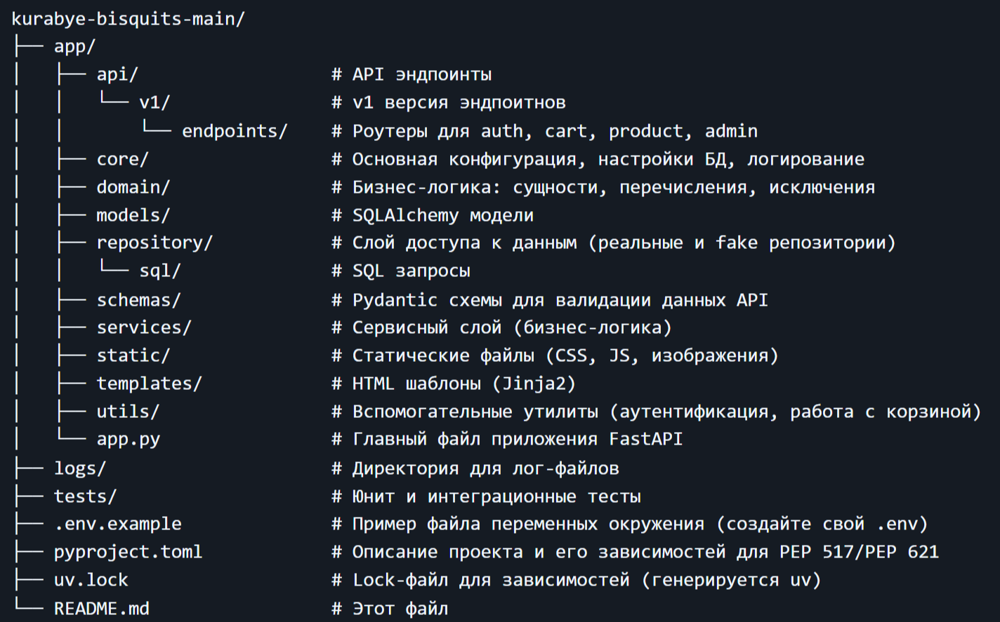 kurabye-bisquits-main/
├── app/
│   ├── api/                   # API эндпоинты
│   │   └── v1/                # v1 версия эндпоитнов
│   │       └── endpoints/     # Роутеры для auth, cart, product, admin
│   ├── core/                  # Основная конфигурация, настройки БД, логирование
│   ├── domain/                # Бизнес-логика: сущности, перечисления, исключения
│   ├── models/                # SQLAlchemy модели
│   ├── repository/            # Слой доступа к данным (реальные и fake репозитории)
│   │   └── sql/               # SQL запросы
│   ├── schemas/               # Pydantic схемы для валидации данных API
│   ├── services/              # Сервисный слой (бизнес-логика)
│   ├── static/                # Статические файлы (CSS, JS, изображения)
│   ├── templates/             # HTML шаблоны (Jinja2)
│   ├── utils/                 # Вспомогательные утилиты (аутентификация, работа с корзиной)
│   └── app.py                 # Главный файл приложения FastAPI
├── logs/                      # Директория для лог-файлов
├── tests/                     # Юнит и интеграционные тесты
├── .env.example               # Пример файла переменных окружения (создайте свой .env)
├── pyproject.toml             # Описание проекта и его зависимостей для PEP 517/PEP 621
├── uv.lock                    # Lock-файл для зависимостей (генерируется uv)
└── README.md                  # Этот файл